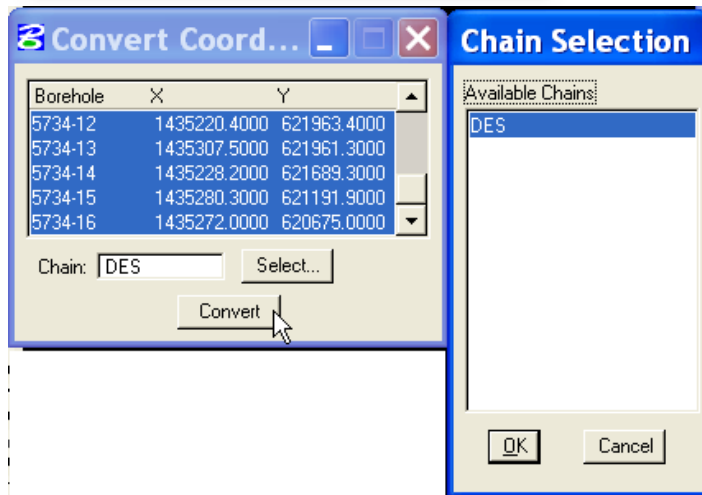 Convert Coord...
Borehole X Y
5734-12 1435220.4000 621963.4000
5734-13 1435307.5000 621961.3000
5734-14 1435228.2000 621689.3000
5734-15 1435280.3000 621191.9000
5734-16 1435272.0000 620675.0000
Chain: DES Select...
Convert
Chain Selection
Available Chains
DES
OK Cancel